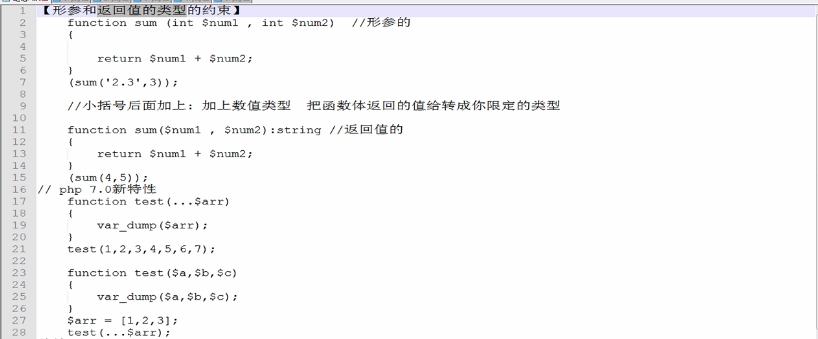 【形参和返回值的类型的约束】
function sum (int $num1 , int $num2)  //形参的
{
return $num1 + $num2;
}
(sum('2.3',3));
//小括号后面加上：加上数值类型  把函数体返回的值给转成你限定的类型
function sum($num1 , $num2):string //返回值的
{
return $num1 + $num2;
}
(sum(4,5));
// php 7.0新特性
function test(...$arr)
{
var_dump($arr);
}
test(1,2,3,4,5,6,7);
function test($a,$b,$c)
{
var_dump($a,$b,$c);
}
$arr = [1,2,3];
test(...$arr);